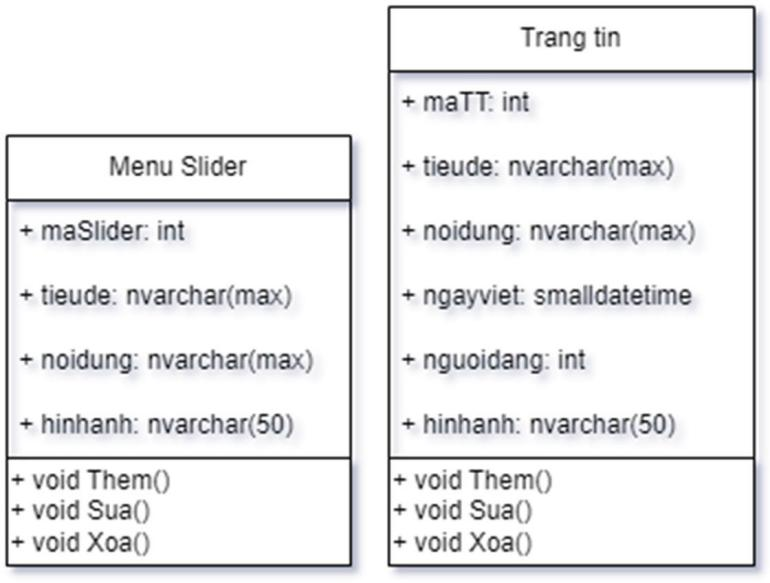 Menu Slider
+ maSlider: int
+ tieude: nvarchar(max)
+ noidung: nvarchar(max)
+ hinhanh: nvarchar(50)
+ void Them()
+ void Sua()
+ void Xoa()
Trang tin
+ maTT: int
+ tieude: nvarchar(max)
+ noidung: nvarchar(max)
+ ngayviet: smalldatetime
+ nguoidang: int
+ hinhanh: nvarchar(50)
+ void Them()
+ void Sua()
+ void Xoa()